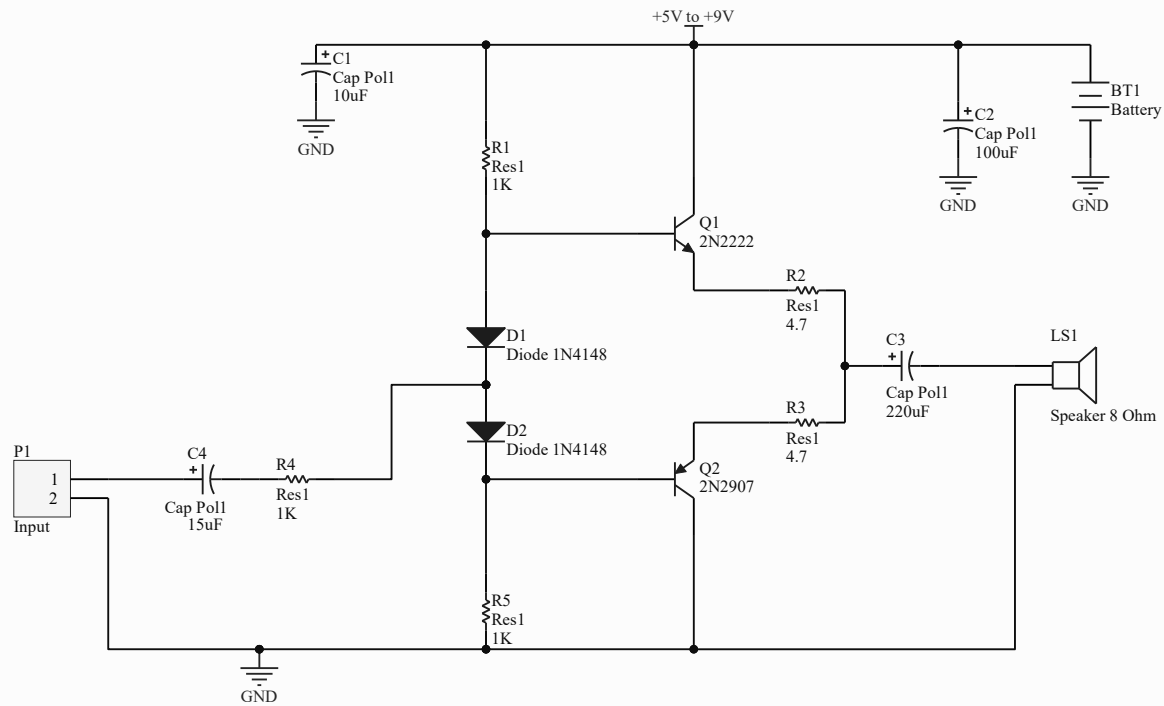 +5V to +9V
+ C1
Cap Pol1
10uF
GND
R1
Res1
1K
+ C2
Cap Pol1
100uF
GND
BT1
Battery
GND
Q1
2N2222
R2
Res1
4.7
D1
Diode 1N4148
C3
+
Cap Pol1
220uF
LS1
Speaker 8 Ohm
D2
Diode 1N4148
R3
Res1
4.7
Q2
2N2907
P1
1
2
Input
C4
+
Cap Pol1
15uF
R4
Res1
1K
R5
Res1
1K
GND